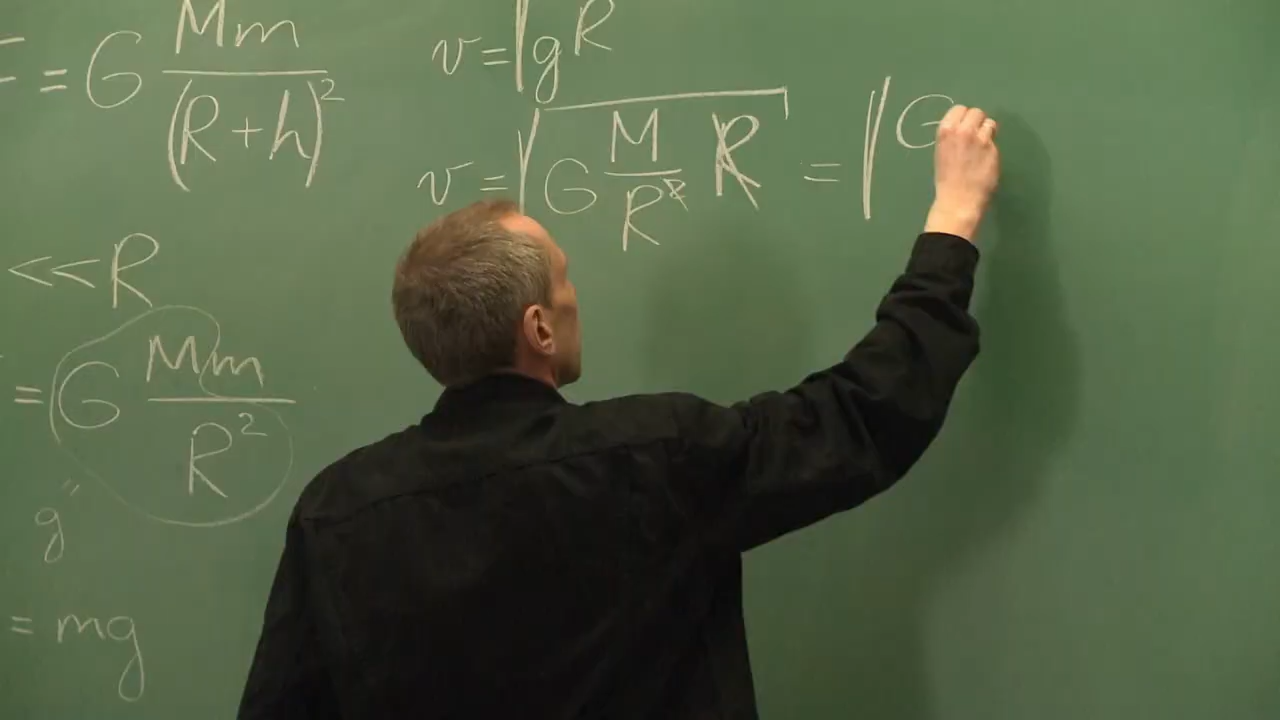 = G Mm / (R+h)²
<<R
= G Mm / R²
g
= mg
v = √gR
v = √(G M / R² R) = √G